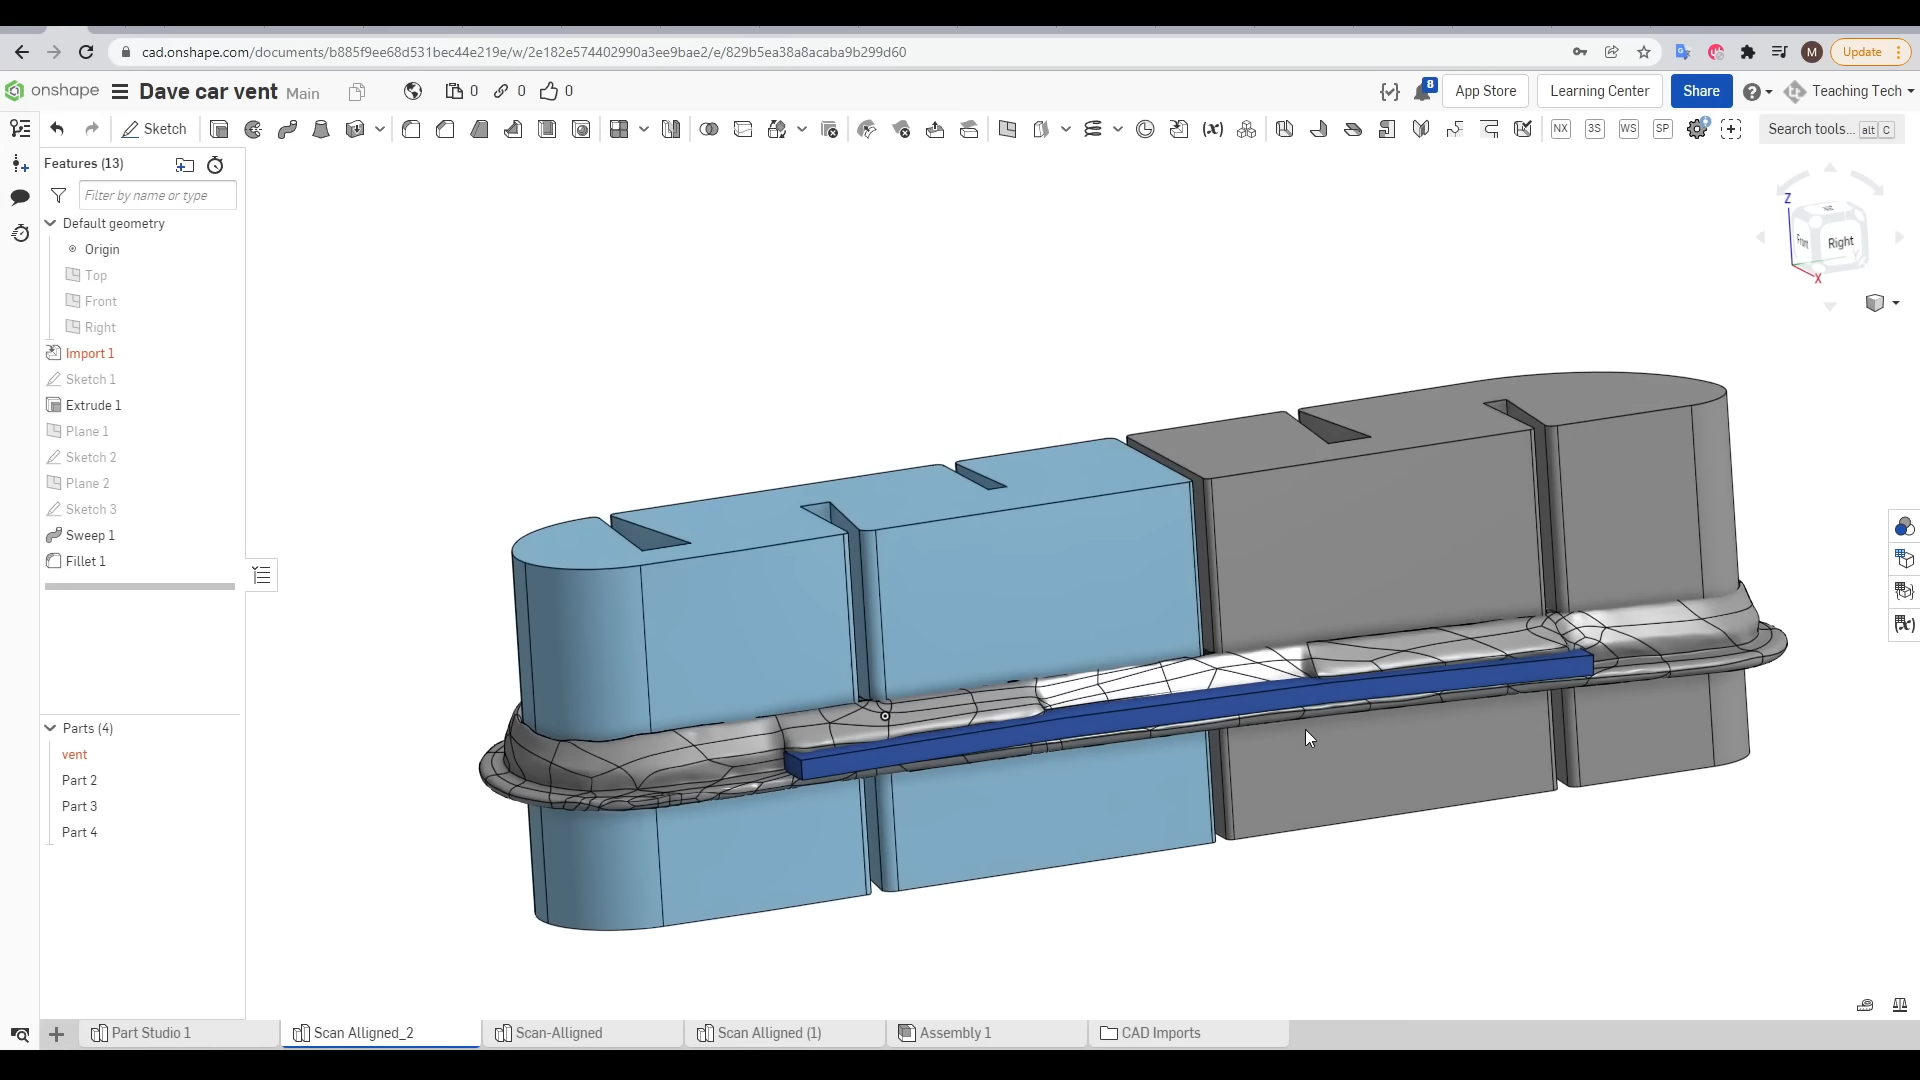 cad.onshape.com/documents/b885f9ee68d531bec44e219e/w/2e182e574402990a3ee9bae2/e/829b5ea38a8acaba9b299d60
M
Update
onshape
Dave car vent Main
0
0
0
8
App Store
Learning Center
Share
Teaching Tech
Sketch
(x)
NX
3S
WS
SP
Search tools... alt C
Features (13)
Filter by name or type
Default geometry
Origin
Top
Front
Right
Import 1
Sketch 1
Extrude 1
Plane 1
Sketch 2
Plane 2
Sketch 3
Sweep 1
Fillet 1
Parts (4)
vent
Part 2
Part 3
Part 4
Z
Front
Right
X
(x)
Part Studio 1
Scan Alligned_2
Scan-Alligned
Scan Alligned (1)
Assembly 1
CAD Imports